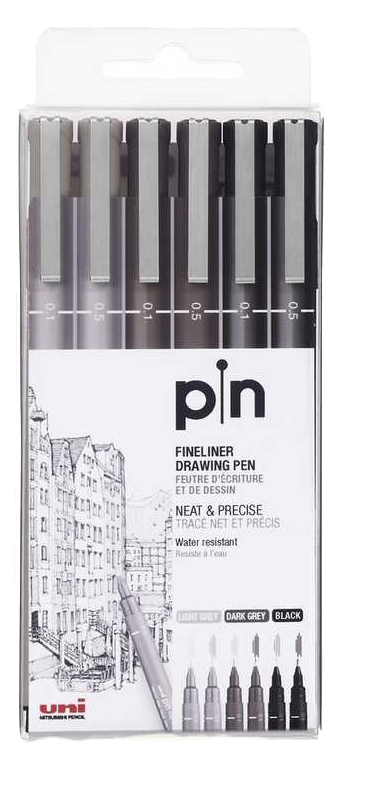 0.1 0.5 0.1 0.5 0.1 0.5
pin
FINELINER
DRAWING PEN
FEUTRE D'ÉCRITURE
ET DE DESSIN
NEAT & PRECISE
TRACÉ NET ET PRÉCIS
Water resistant
Resiste à l'eau
LIGHT GREY DARK GREY BLACK
uni
MITSUBISHI PENCIL